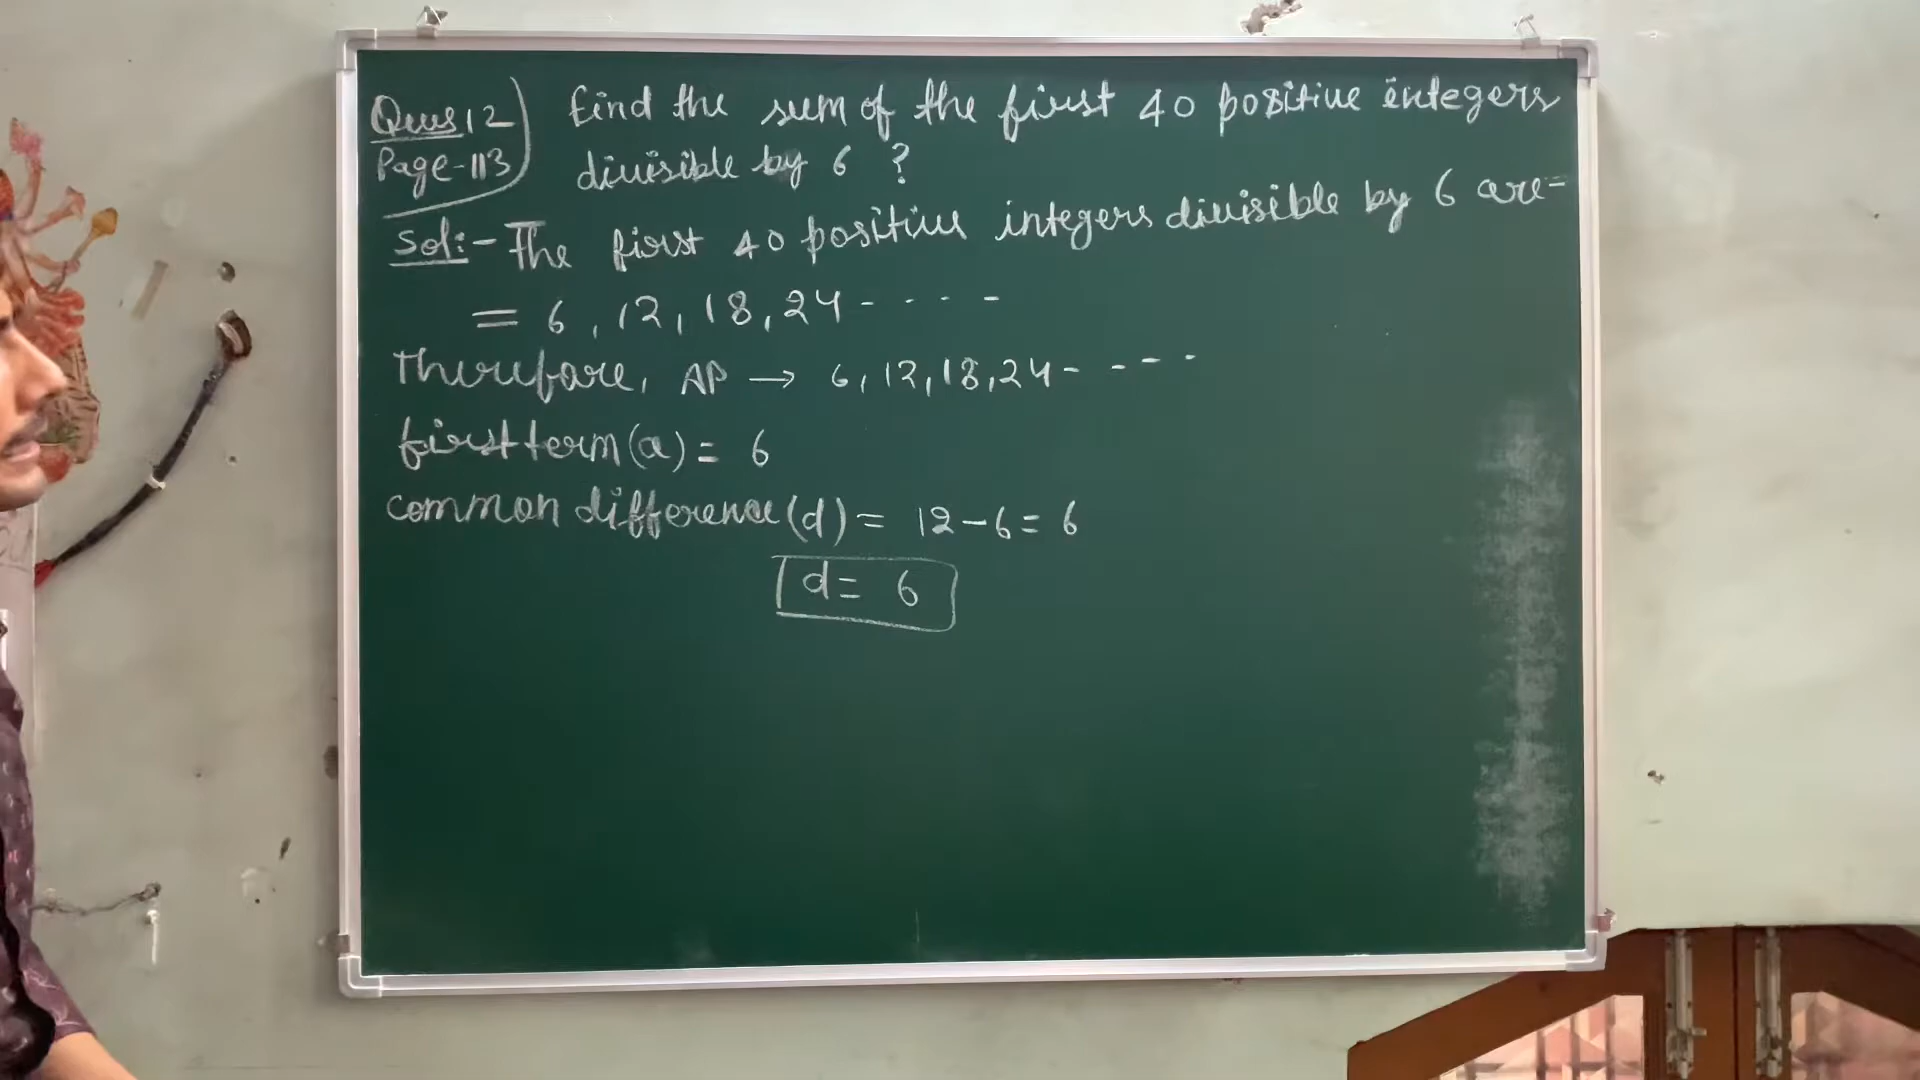 Ques 12 Find the sum of the first 40 positive integers
Page-113 divisible by 6 ?
Sol:- The first 40 positive integers divisible by 6 are-
= 6, 12, 18, 24 - - - - -
Therefore, AP → 6, 12, 18, 24 - - - -
first term (a) = 6
common difference (d) = 12 - 6 = 6
d = 6